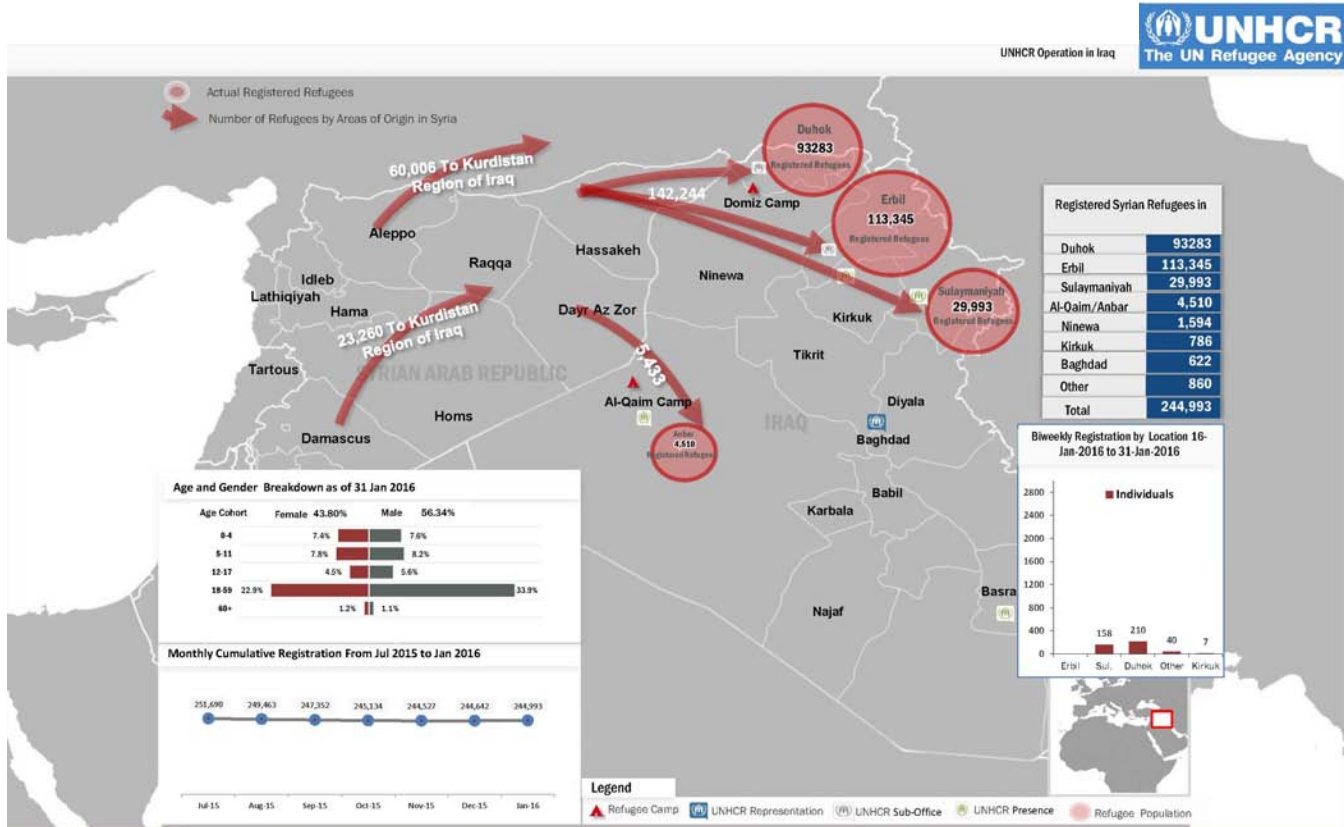 UNHCR
The UN Refugee Agency
UNHCR Operation in Iraq
Actual Registered Refugees
Number of Refugees by Areas of Origin in Syria
60,006 To Kurdistan
Region of Iraq
142,244
Duhok
93283
Registered Refugees
Domiz Camp
Erbil
113,345
Registered Refugees
Aleppo
Hassakeh
Raqqa
Ninewa
Idleb
Lathiqiyah
Hama
Dayr Az Zor
Sulaymaniyah
29,993
Registered Refugees
Kirkuk
23,260 To Kurdistan
Region of Iraq
Tikrit
5,433
Tartous
SYRIAN ARAB REPUBLIC
Al-Qaim Camp
Homs
Diyala
IRAQ
Damascus
Anbar
4,510
Registered Refugees
Baghdad
Babil
Karbala
Najaf
Basra
Registered Syrian Refugees in
Duhok 93283
Erbil 113,345
Sulaymaniyah 29,993
Al-Qaim/Anbar 4,510
Ninewa 1,594
Kirkuk 786
Baghdad 622
Other 860
Total 244,993
Biweekly Registration by Location 16-
Jan-2016 to 31-Jan-2016
Individuals
2800
2400
2000
1600
1200
800
400
0
158 210 40 7
Erbil Sul. Duhok Other Kirkuk
Age and Gender Breakdown as of 31 Jan 2016
Age Cohort Female 43.80% Male 56.34%
0-4 7.4% 7.6%
5-11 7.8% 8.2%
12-17 4.5% 5.6%
18-59 22.9% 33.9%
60+ 1.2% 1.1%
Monthly Cumulative Registration From Jul 2015 to Jan 2016
251,690 249,463 247,352 245,134 244,527 244,642 244,993
Jul-15 Aug-15 Sep-15 Oct-15 Nov-15 Dec-15 Jan-16
Legend
Refugee Camp UNHCR Representation UNHCR Sub-Office UNHCR Presence Refugee Population